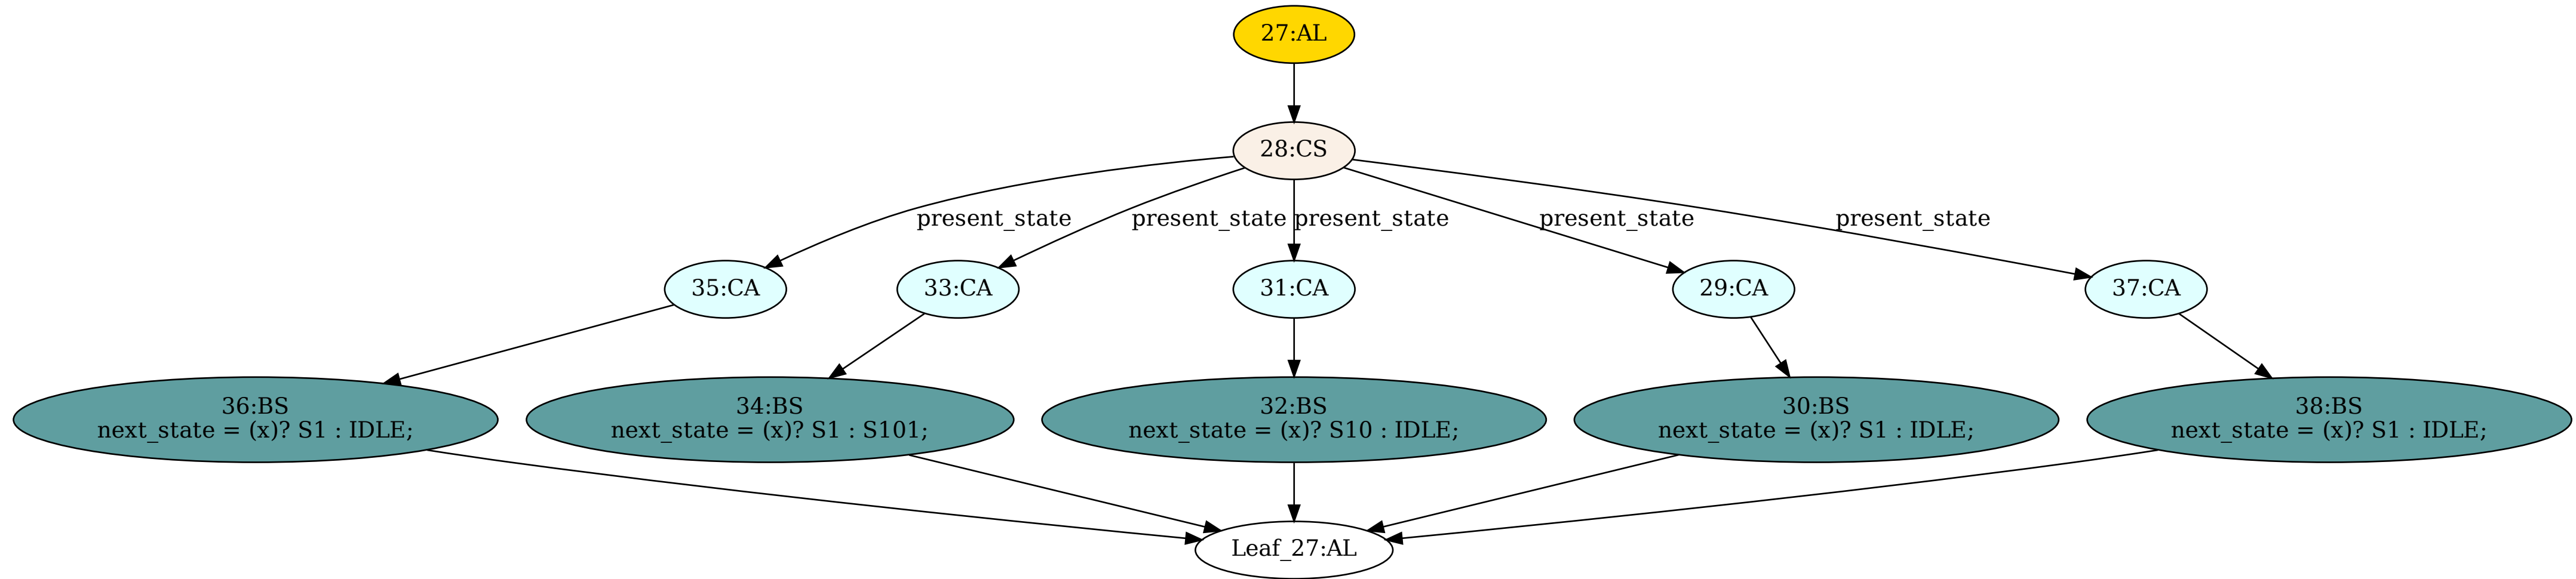 27:AL
28:CS
present_state
present_state
present_state
present_state
present_state
35:CA
33:CA
31:CA
29:CA
37:CA
36:BS
next_state = (x)? S1 : IDLE;
34:BS
next_state = (x)? S1 : S101;
32:BS
next_state = (x)? S10 : IDLE;
30:BS
next_state = (x)? S1 : IDLE;
38:BS
next_state = (x)? S1 : IDLE;
Leaf_27:AL